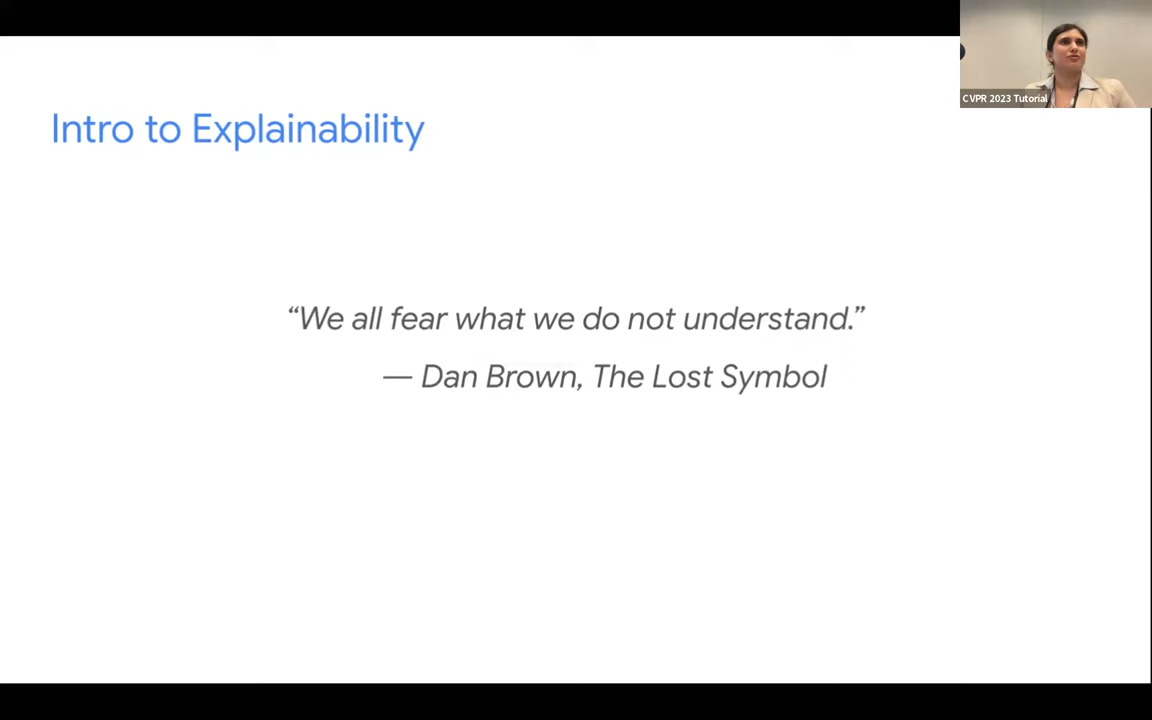 CVPR 2023 Tutorial
Intro to Explainability
“We all fear what we do not understand.”
— Dan Brown, The Lost Symbol